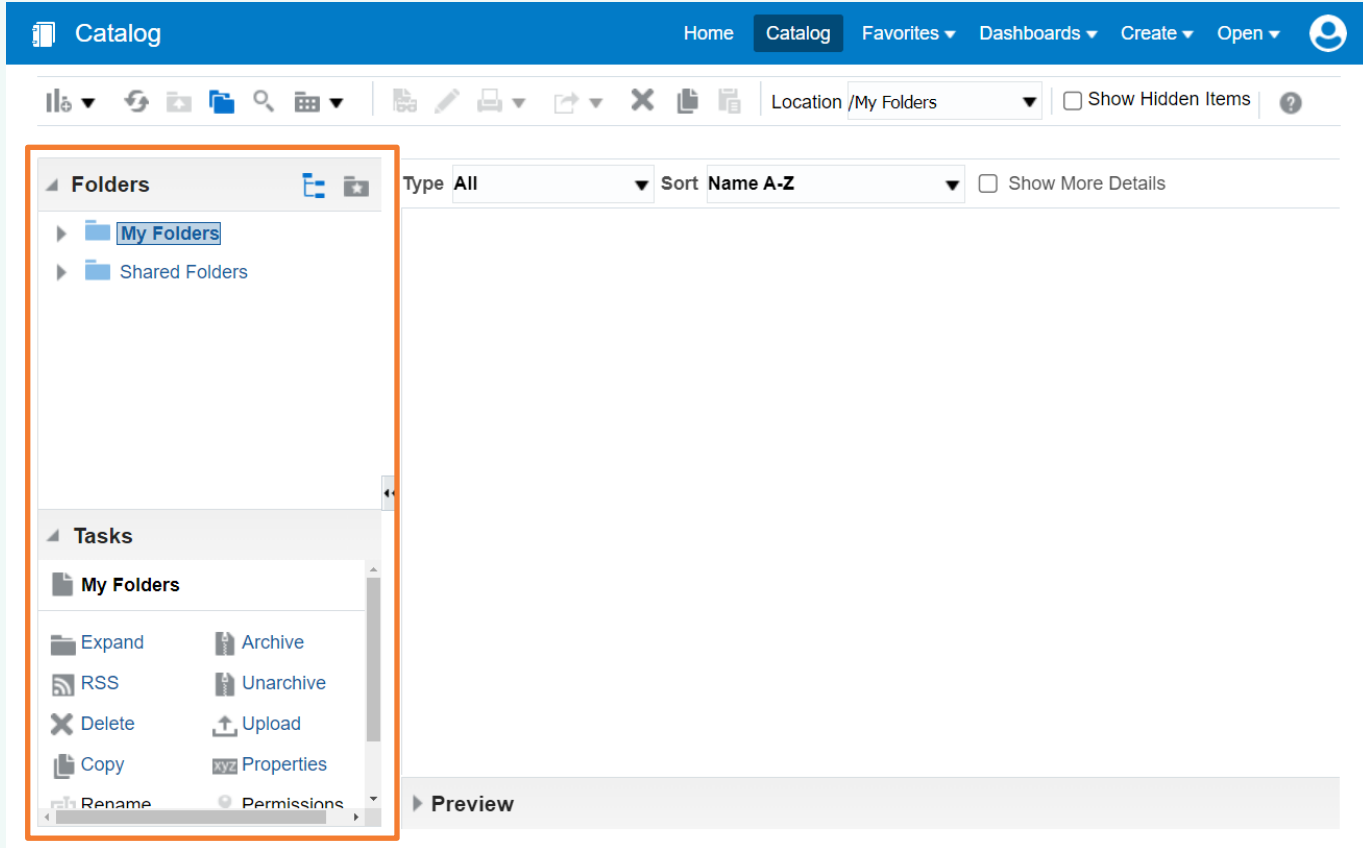 Catalog
Home Catalog Favorites Dashboards Create Open
Location /My Folders Show Hidden Items ?
Folders
Type All Sort Name A-Z Show More Details
My Folders
Shared Folders
Tasks
My Folders
Expand Archive
RSS Unarchive
Delete Upload
Copy xyz Properties
Rename Permissions
Preview